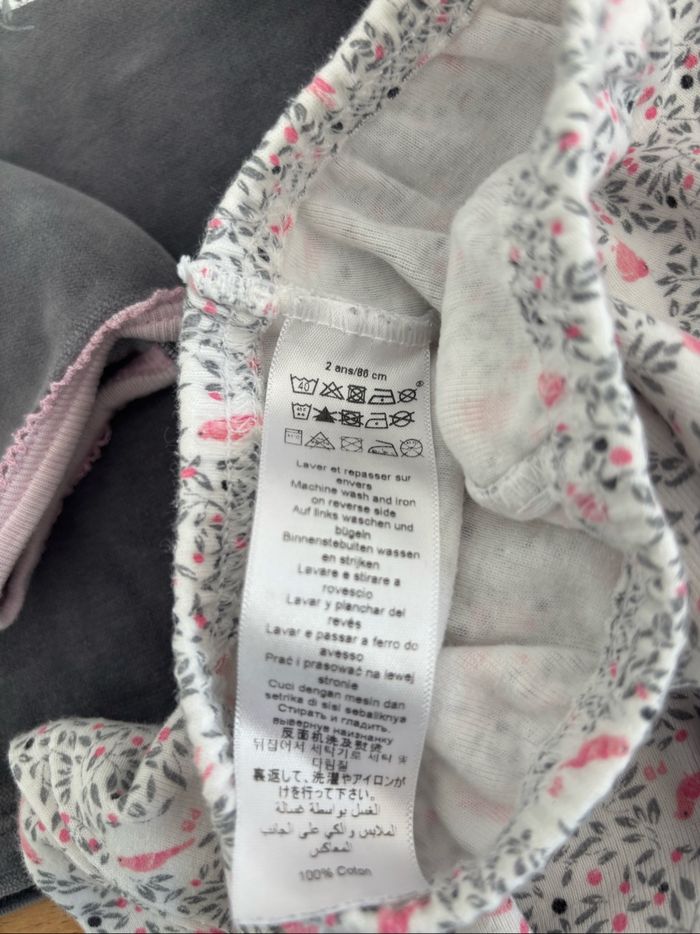 2 ans/86 cm
40
Laver et repasser sur
envers
Machine wash and iron
on reverse side
Auf links waschen und
bügeln
Binnenstebuiten wassen
en strijken
Lavare e stirare a
rovescio
Lavar y planchar del
revés
Lavar e passar a ferro do
avesso
Prać i prasować na lewej
stronie
Cuci dengan mesin dan
setrika di sisi sebaliknya
Стирать и гладить,
вывернув наизнанку
反面机洗及熨烫
뒤집어서 세탁기로 세탁 및
다림질
裏返して、洗濯やアイロンが
けを行って下さい。
الغسل بواسطة غسالة
الملابس والكي على الجانب
المعاكس
100% Coton